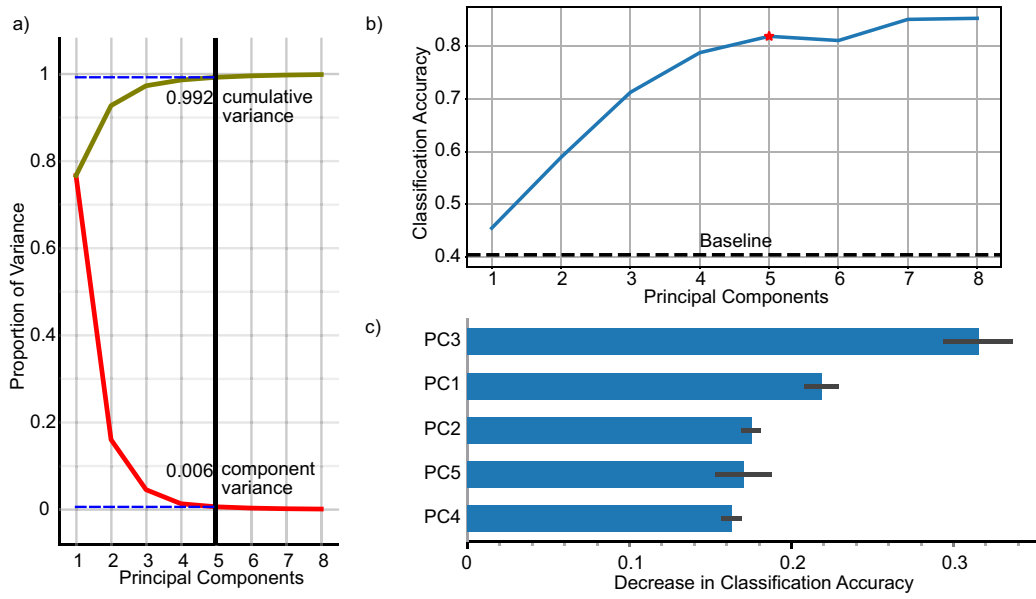 a)
Proportion of Variance
1
0.8
0.6
0.4
0.2
0
0.992
cumulative
variance
0.006
component
variance
1 2 3 4 5 6 7 8
Principal Components
b)
Classification Accuracy
0.8
0.7
0.6
0.5
0.4
Baseline
1 2 3 4 5 6 7 8
Principal Components
c)
PC3
PC1
PC2
PC5
PC4
0 0.1 0.2 0.3
Decrease in Classification Accuracy